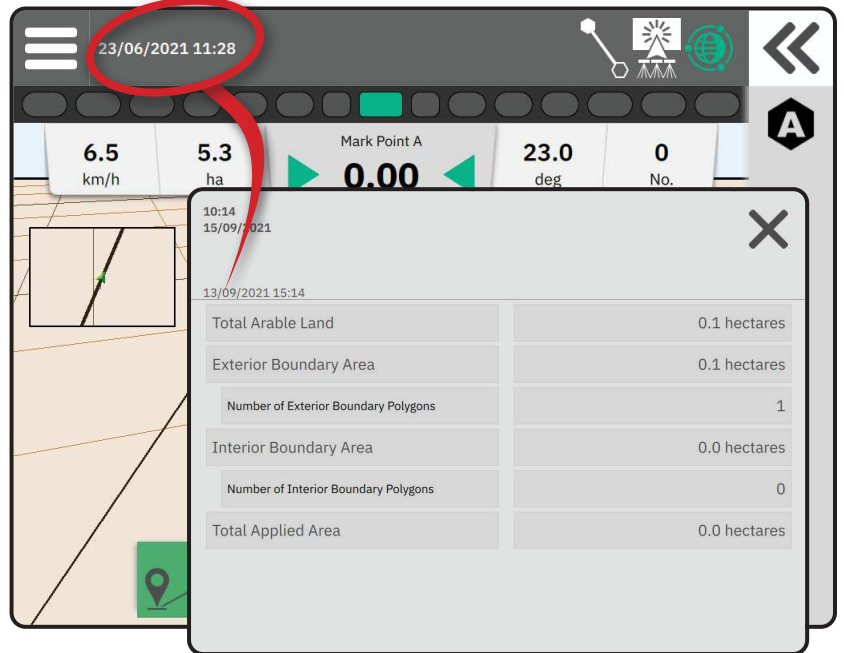 23/06/2021 11:28
A
6.5
km/h
5.3
ha
Mark Point A
0.00
23.0
deg
0
No.
10:14
15/09/2021
13/09/2021 15:14
Total Arable Land 0.1 hectares
Exterior Boundary Area 0.1 hectares
Number of Exterior Boundary Polygons 1
Interior Boundary Area 0.0 hectares
Number of Interior Boundary Polygons 0
Total Applied Area 0.0 hectares